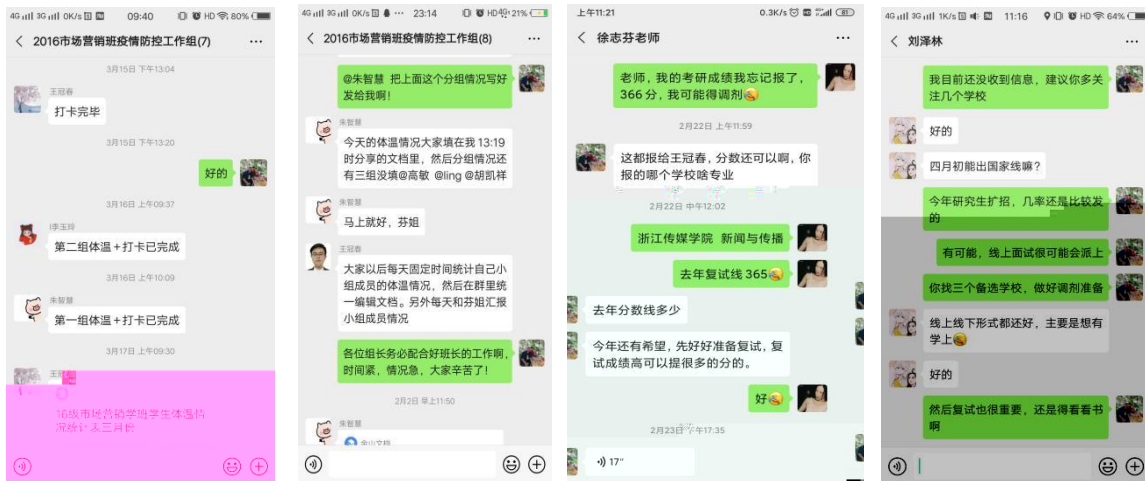 4G 3G 0K/s 09:40 HD 80%
2016市场营销班疫情防控工作组(7)
3月15日 下午13:04
王冠春
打卡完毕
3月15日 下午13:20
好的
3月16日 上午09:37
I李玉玲
第二组体温+打卡已完成
3月16日 上午10:09
朱智慧
第一组体温+打卡已完成
3月17日 上午09:30
16级市场营销学班学生体温情
况统计表三月份
4G 3G 0K/s 23:14 HD 4G 21%
2016市场营销班疫情防控工作组(8)
@朱智慧 把上面这个分组情况写好
发给我啊!
朱智慧
今天的体温情况大家填在我 13:19
时分享的文档里，然后分组情况还
有三组没填@高敏 @ling @胡凯祥
朱智慧
马上就好，芬姐
王冠春
大家以后每天固定时间统计自己小
组成员的体温情况，然后在群里统
一编辑文档。另外每天和芬姐汇报
小组成员情况
各位组长务必配合好班长的工作啊，
时间紧，情况急，大家辛苦了!
2月2日 早上11:50
朱智慧
金山文档
上午11:21 0.3K/s 81
徐志芬老师
老师，我的考研成绩我忘记报了，
366 分，我可能得调剂
2月22日 上午11:59
这都报给王冠春，分数还可以啊，你
报的哪个学校啥专业
2月22日 中午12:02
浙江传媒学院 新闻与传播
去年复试线 365
去年分数线多少
今年还有希望，先好好准备复试，复
试成绩高可以提很多的分的。
好
2月23日 下午17:35
17"
4G 3G 1K/s 11:16 HD 64%
刘泽林
我目前还没收到信息，建议你多关
注几个学校
好的
四月初能出国家线嘛?
今年研究生扩招，几率还是比较发
的
有可能，线上面试很可能会派上
你找三个备选学校，做好调剂准备
线上线下形式都还好，主要是想有
学上
好的
然后复试也很重要，还是得看看书
啊